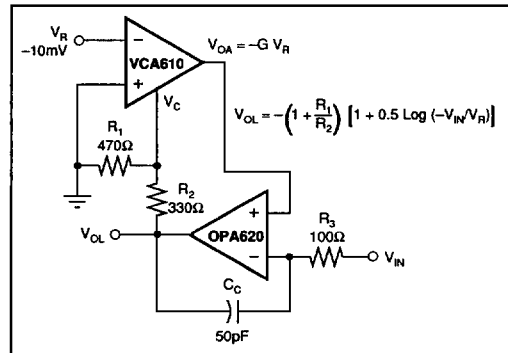 V_R
–10mV
–
VCA610
+
V_C
V_OA = –G V_R
V_OL = –(1 + R_1/R_2) [1 + 0.5 Log (–V_IN/V_R)]
R_1
470Ω
R_2
330Ω
V_OL
OPA620
+
–
R_3
100Ω
V_IN
C_C
50pF